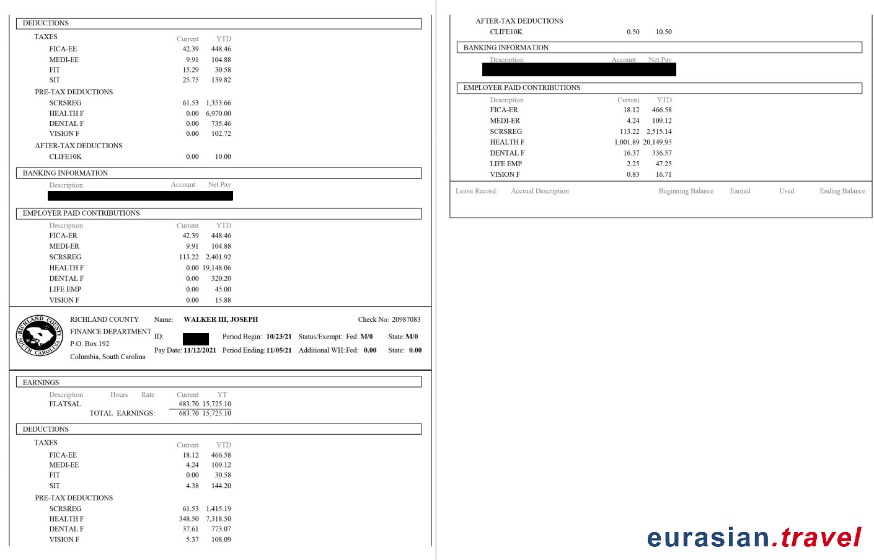 DEDUCTIONS
TAXES Current YTD
FICA-EE 42.39 448.46
MEDI-EE 9.91 104.88
FIT 15.29 30.58
SIT 25.75 139.82
PRE-TAX DEDUCTIONS
SCRSREG 61.53 1,353.66
HEALTH F 0.00 6,970.00
DENTAL F 0.00 735.46
VISION F 0.00 102.72
AFTER-TAX DEDUCTIONS
CLIFE10K 0.00 10.00
BANKING INFORMATION
Description Account Net Pay
EMPLOYER PAID CONTRIBUTIONS
Description Current YTD
FICA-ER 42.39 448.46
MEDI-ER 9.91 104.88
SCRSREG 113.22 2,401.92
HEALTH F 0.00 19,148.06
DENTAL F 0.00 320.20
LIFE EMP 0.00 45.00
VISION F 0.00 15.88
RICHLAND COUNTY SOUTH CAROLINA
RICHLAND COUNTY Name: WALKER III, JOSEPH Check No: 20987083
FINANCE DEPARTMENT ID: Period Begin: 10/23/21 Status/Exempt: Fed: M/0 State: M/0
P.O. Box 192
Columbia, South Carolina Pay Date: 11/12/2021 Period Ending: 11/05/21 Additional WH: Fed: 0.00 State: 0.00
EARNINGS
Description Hours Rate Current YT
FLATSAL 683.70 15,725.10
TOTAL EARNINGS: 683.70 15,725.10
DEDUCTIONS
TAXES Current YTD
FICA-EE 18.12 466.58
MEDI-EE 4.24 109.12
FIT 0.00 30.58
SIT 4.38 144.20
PRE-TAX DEDUCTIONS
SCRSREG 61.53 1,415.19
HEALTH F 348.50 7,318.50
DENTAL F 37.61 773.07
VISION F 5.37 108.09
AFTER-TAX DEDUCTIONS
CLIFE10K 0.50 10.50
BANKING INFORMATION
Description Account Net Pay
EMPLOYER PAID CONTRIBUTIONS
Description Current YTD
FICA-ER 18.12 466.58
MEDI-ER 4.24 109.12
SCRSREG 113.22 2,515.14
HEALTH F 1,001.89 20,149.95
DENTAL F 16.37 336.57
LIFE EMP 2.25 47.25
VISION F 0.83 16.71
Leave Record: Accrual Description Beginning Balance Earned Used Ending Balance
eurasian.travel